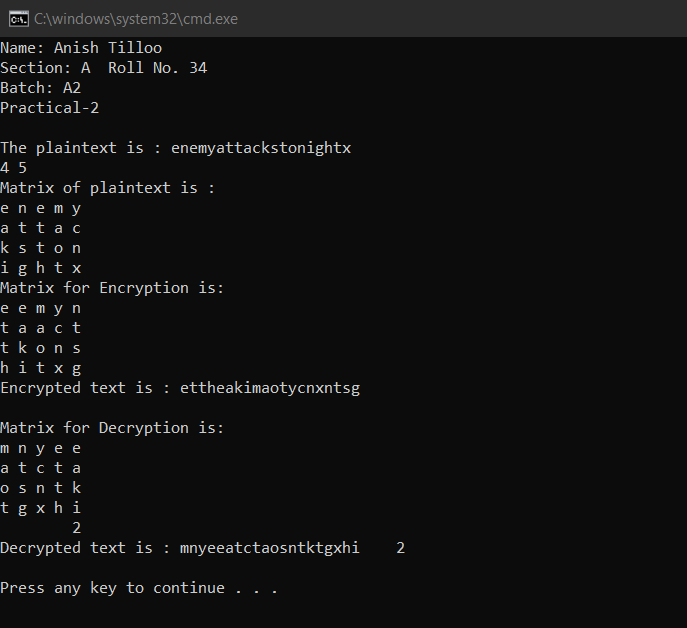 C:\windows\system32\cmd.exe
Name: Anish Tilloo
Section: A  Roll No. 34
Batch: A2
Practical-2
The plaintext is : enemyattackstonightx
4 5
Matrix of plaintext is :
e n e m y
a t t a c
k s t o n
i g h t x
Matrix for Encryption is:
e e m y n
t a a c t
t k o n s
h i t x g
Encrypted text is : ettheakimaotycnxntsg
Matrix for Decryption is:
m n y e e
a t c t a
o s n t k
t g x h i
        2
Decrypted text is : mnyeeatctaosntktgxhi    2
Press any key to continue . . .